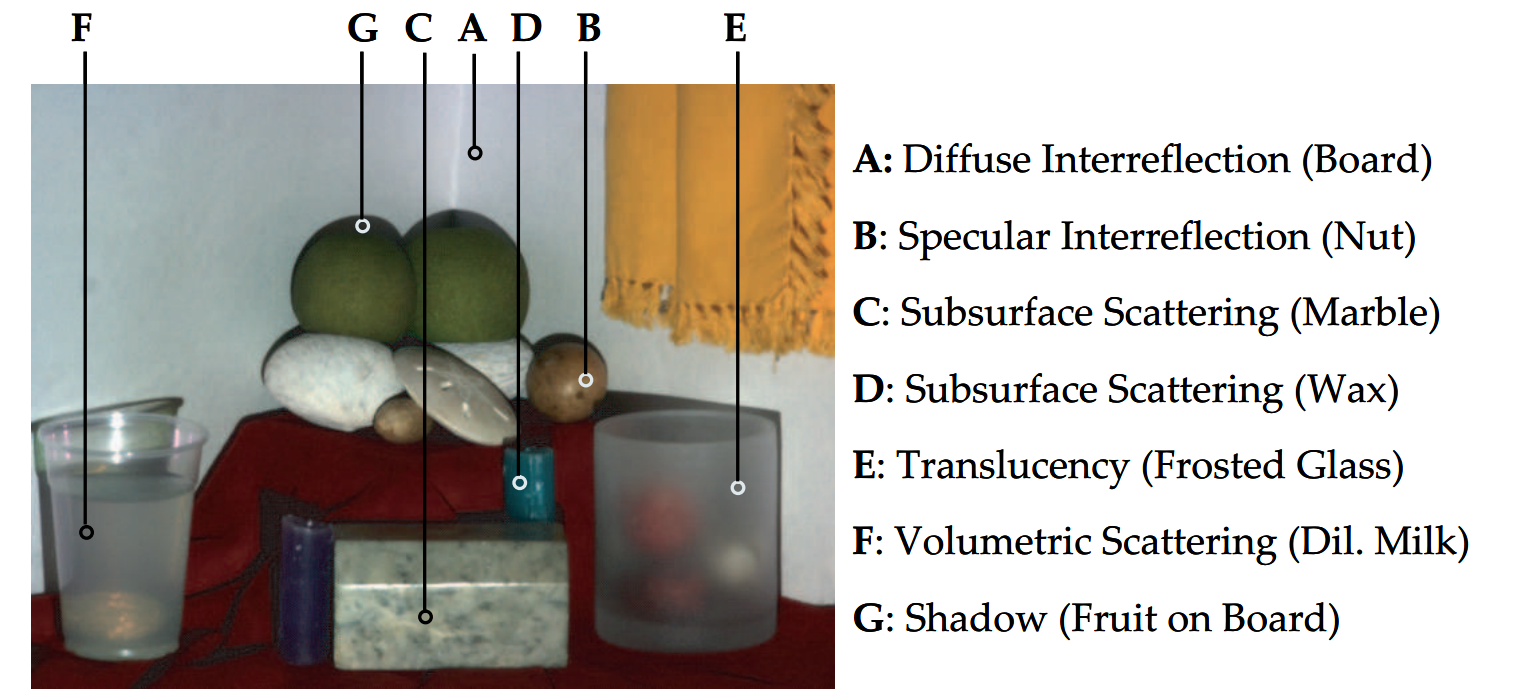 F G C A D B E
A: Diffuse Interreflection (Board)
B: Specular Interreflection (Nut)
C: Subsurface Scattering (Marble)
D: Subsurface Scattering (Wax)
E: Translucency (Frosted Glass)
F: Volumetric Scattering (Dil. Milk)
G: Shadow (Fruit on Board)